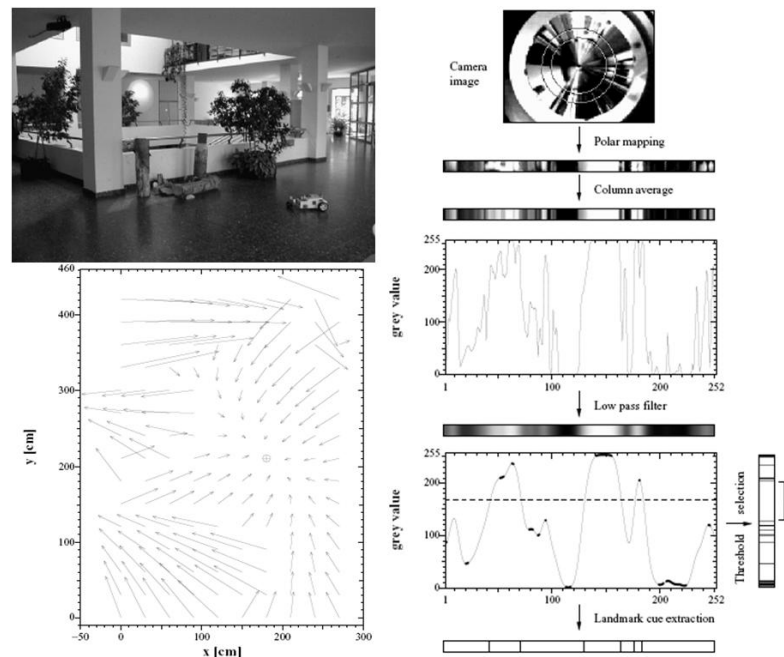 Camera
image
Polar mapping
Column average
255
200
100
0
grey value
1
100
200
252
Low pass filter
255
200
100
0
grey value
1
100
200
252
Threshold selection
Landmark cue extraction
460
400
300
200
100
0
y [cm]
−50
0
100
200
300
x [cm]